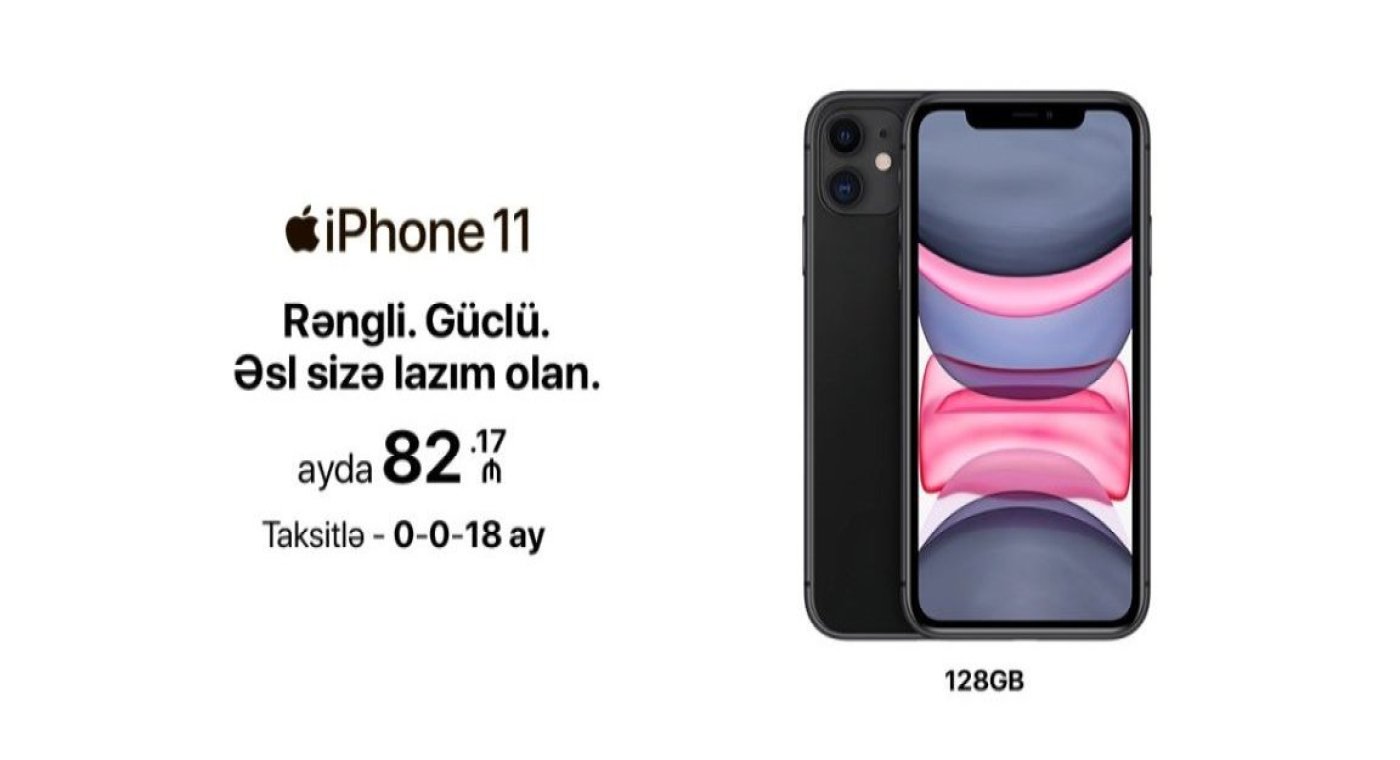 iPhone 11
Rəngli. Güclü.
Əsl sizə lazım olan.
ayda 82.17 ₼
Taksitlə - 0-0-18 ay
128GB